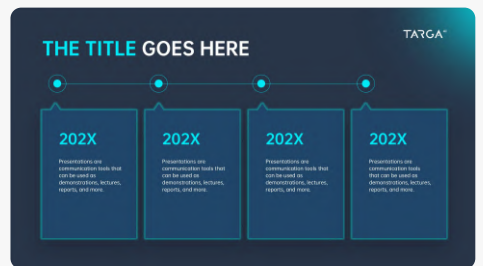 TARGA
THE TITLE GOES HERE
202X
Presentations are
communication tools that
can be used as
demonstrations, lectures,
reports, and more.
202X
Presentations are
communication tools that
can be used as
demonstrations, lectures,
reports, and more.
202X
Presentations are
communication tools that
can be used as
demonstrations, lectures,
reports, and more.
202X
Presentations are
communication tools
that can be used as
demonstrations, lectures,
reports, and more.